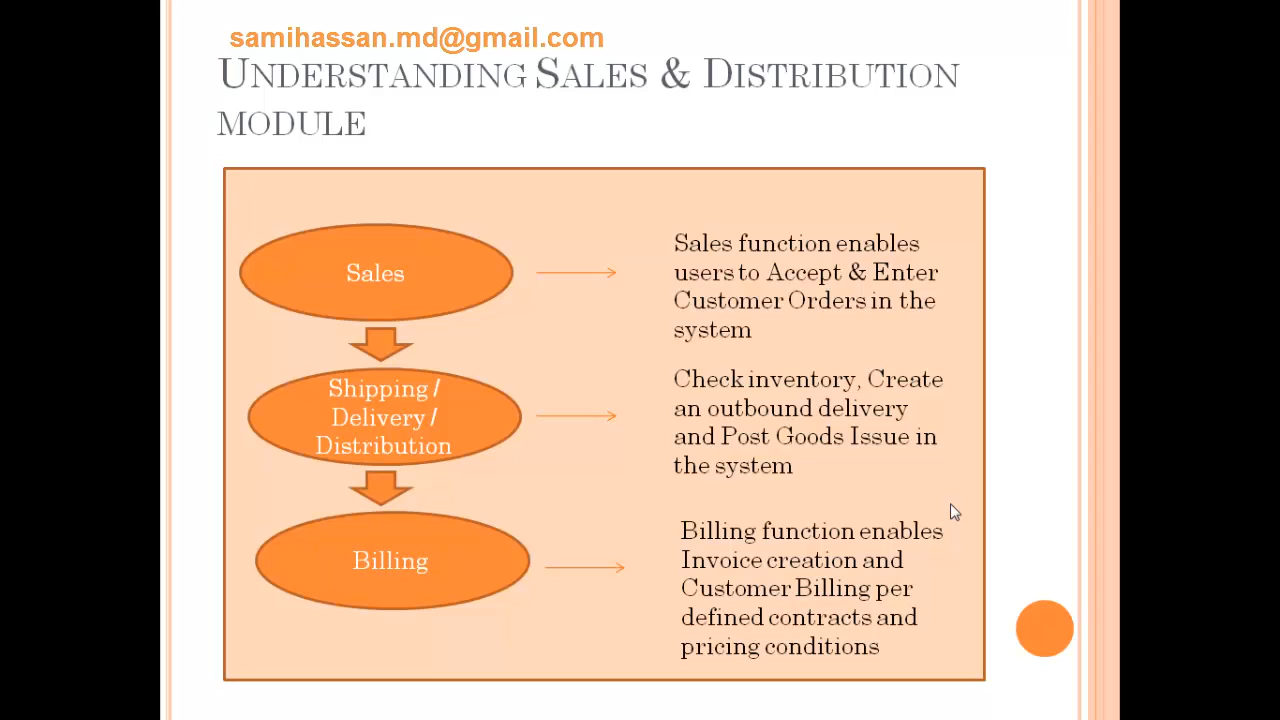 samihassan.md@gmail.com
UNDERSTANDING SALES & DISTRIBUTION
MODULE
Sales
Sales function enables
users to Accept & Enter
Customer Orders in the
system
Shipping /
Delivery /
Distribution
Check inventory, Create
an outbound delivery
and Post Goods Issue in
the system
Billing
Billing function enables
Invoice creation and
Customer Billing per
defined contracts and
pricing conditions